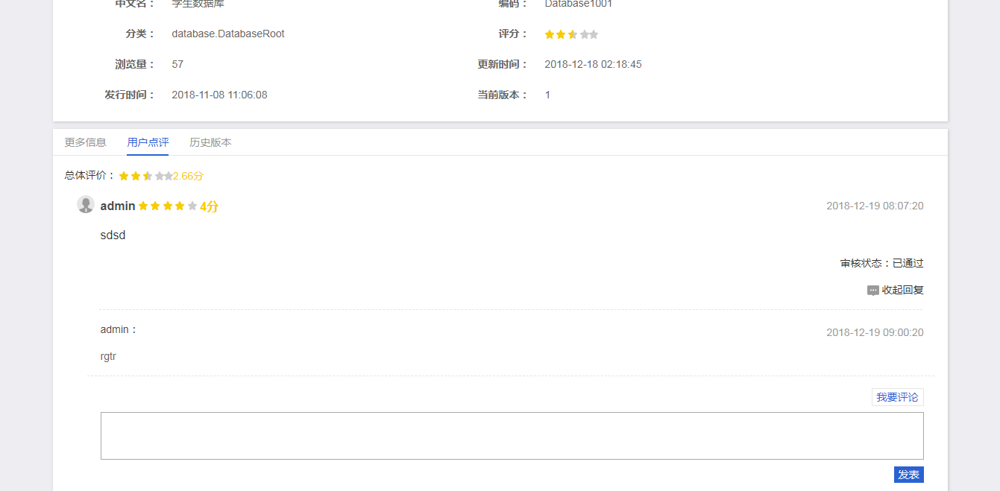 中文名： 学生数据库 编码： Database1001
分类： database.DatabaseRoot 评分：
浏览量： 57 更新时间： 2018-12-18 02:18:45
发行时间： 2018-11-08 11:06:08 当前版本： 1
更多信息 用户点评 历史版本
总体评价： 2.66分
admin 4分 2018-12-19 08:07:20
sdsd
审核状态：已通过
收起回复
admin： 2018-12-19 09:00:20
rgtr
我要评论
发表